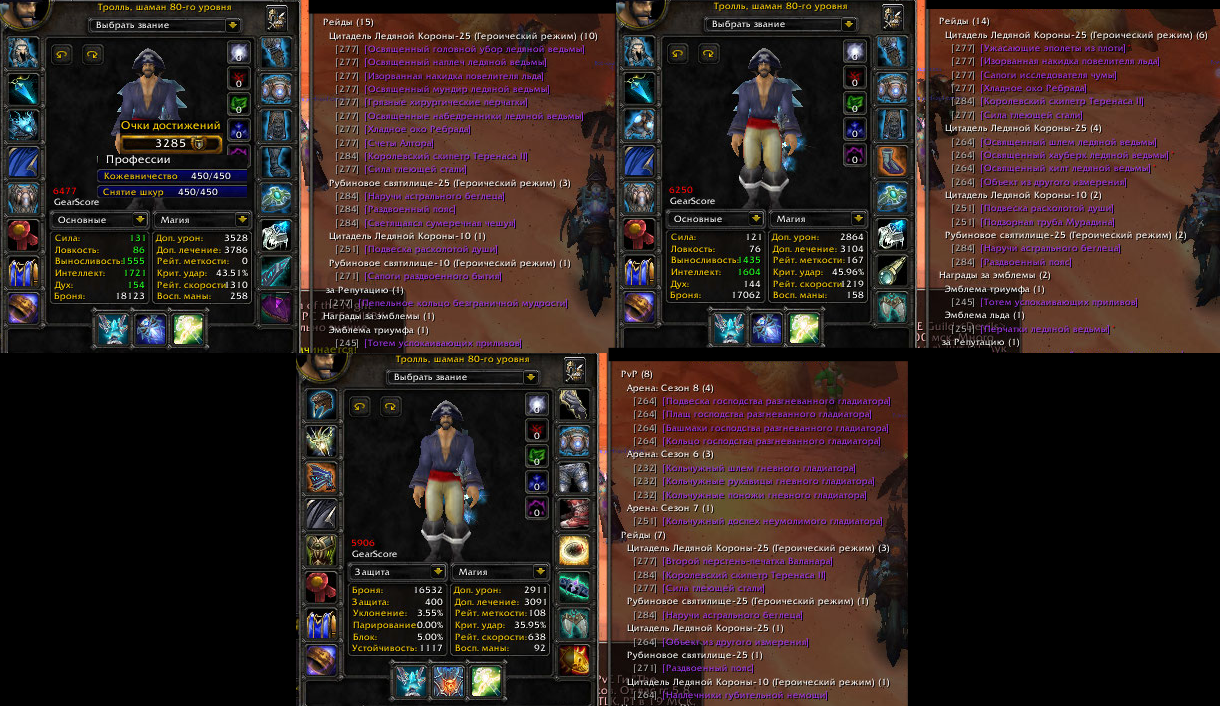 Тролль, шаман 80-го уровня
Выбрать звание
Очки достижений
3285
Профессии
Кожевничество 450/450
Снятие шкур 450/450
6477
GearScore
Основные
Магия
Сила: 131
Ловкость: 86
Выносливость: 1555
Интеллект: 1721
Дух: 154
Броня: 18123
Доп. урон: 3528
Доп. лечение: 3786
Рейт. меткости: 0
Крит. удар: 43.51%
Рейт. скорости: 1310
Восп. маны: 258
Рейды (15)
Цитадель Ледяной Короны-25 (Героический режим) (10)
[277] [Освященный головной убор ледяной ведьмы]
[277] [Освященный наплеч ледяной ведьмы]
[277] [Изорванная накидка повелителя льда]
[277] [Освященный мундир ледяной ведьмы]
[277] [Грязные хирургические перчатки]
[277] [Освященные набедренники ледяной ведьмы]
[277] [Хладное око Ребрада]
[277] [Счеты Алтора]
[284] [Королевский скипетр Теренаса II]
[277] [Сила глеющей стали]
Рубиновое святилище-25 (Героический режим) (3)
[284] [Наручи астрального беглеца]
[284] [Раздвоенный пояс]
[284] [Светящаяся сумеречная чешуя]
Цитадель Ледяной Короны-10 (1)
[251] [Подвеска расколотой души]
Рубиновое святилище-10 (Героический режим) (1)
[271] [Сапоги раздвоенного бытия]
за Репутацию (1)
[277] [Пепельное кольцо безграничной мудрости]
Награды за эмблемы (1)
Эмблема триумфа (1)
[245] [Тотем успокаивающих приливов]
Тролль, шаман 80-го уровня
Выбрать звание
6250
GearScore
Основные
Магия
Сила: 121
Ловкость: 76
Выносливость: 1435
Интеллект: 1604
Дух: 144
Броня: 17062
Доп. урон: 2864
Доп. лечение: 3104
Рейт. меткости: 167
Крит. удар: 45.96%
Рейт. скорости: 1219
Восп. маны: 158
Рейды (14)
Цитадель Ледяной Короны-25 (Героический режим) (6)
[277] [Ужасающие эполеты из плоти]
[277] [Изорванная накидка повелителя льда]
[277] [Сапоги исследователя чумы]
[277] [Хладное око Ребрада]
[284] [Королевский скипетр Теренаса II]
[277] [Сила глеющей стали]
Цитадель Ледяной Короны-25 (4)
[264] [Освященный шлем ледяной ведьмы]
[264] [Освященный хауберк ледяной ведьмы]
[264] [Освященный килт ледяной ведьмы]
[264] [Объект из другого измерения]
Цитадель Ледяной Короны-10 (2)
[251] [Подвеска расколотой души]
[251] [Подзорная труба Мурадина]
Рубиновое святилище-25 (Героический режим) (2)
[284] [Наручи астрального беглеца]
[284] [Раздвоенный пояс]
Награды за эмблемы (2)
Эмблема триумфа (1)
[245] [Тотем успокаивающих приливов]
Эмблема льда (1)
[251] [Перчатки ледяной ведьмы]
за Репутацию (1)
Тролль, шаман 80-го уровня
Выбрать звание
5906
GearScore
Защита
Магия
Броня: 16532
Защита: 400
Уклонение: 3.55%
Парирование: 0.00%
Блок: 5.00%
Устойчивость: 1117
Доп. урон: 2911
Доп. лечение: 3091
Рейт. меткости: 108
Крит. удар: 35.95%
Рейт. скорости: 638
Восп. маны: 92
PvP (8)
Арена: Сезон 8 (4)
[264] [Подвеска господства разгневанного гладиатора]
[264] [Плащ господства разгневанного гладиатора]
[264] [Башмаки господства разгневанного гладиатора]
[264] [Кольцо господства разгневанного гладиатора]
Арена: Сезон 6 (3)
[232] [Кольчужный шлем гневного гладиатора]
[232] [Кольчужные рукавицы гневного гладиатора]
[232] [Кольчужные поножи гневного гладиатора]
Арена: Сезон 7 (1)
[251] [Кольчужный доспех неумолимого гладиатора]
Рейды (7)
Цитадель Ледяной Короны-25 (Героический режим) (3)
[277] [Второй перстень-печатка Валанара]
[284] [Королевский скипетр Теренаса II]
[277] [Сила глеющей стали]
Рубиновое святилище-25 (Героический режим) (1)
[284] [Наручи астрального беглеца]
Цитадель Ледяной Короны-25 (1)
[264] [Объект из другого измерения]
Рубиновое святилище-25 (1)
[271] [Раздвоенный пояс]
Цитадель Ледяной Короны-10 (Героический режим) (1)
[264] [Наплечники губительной немощи]